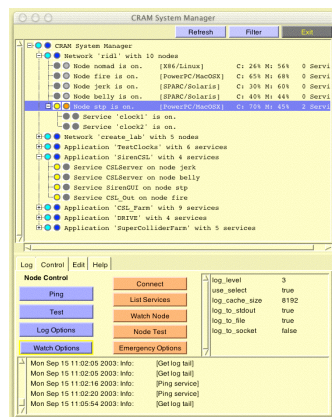 CRAM System Manager
Refresh Filter Exit
CRAM System Manager
Network 'ridl' with 10 nodes
Node nomad is on. [X86/Linux] C: 26% M: 56% 0 Servi
Node fire is on. [PowerPC/MacOSX] C: 68% M: 65% 0 Servi
Node jerk is on. [SPARC/Solaris] C: 30% M: 60% 0 Servi
Node belly is on. [SPARC/Solaris] C: 40% M: 44% 0 Servi
Node stp is on. [PowerPC/MacOSX] C: 70% M: 45% 2 Servi
Service 'clock1' is on.
Service 'clock2' is on.
Network 'create_lab' with 5 nodes
Application 'TestClocks' with 6 services
Application 'SirenCSL' with 4 services
Service CSLServer on node jerk
Service CSLServer on node belly
Service SirenGUI on node stp
Service CSL_Out on node fire
Application 'CSL_Farm' with 9 services
Application 'DRIVE' with 4 services
Application 'SuperColliderFarm' with 5 services
Log Control Edit Help
Node Control
Ping
Test
Log Options
Watch Options
Connect
List Services
Watch Node
Node Test
Emergency Options
log_level 3
use_select true
log_cache_size 8192
log_to_stdout true
log_to_file true
log_to_socket false
Mon Sep 15 11:02:05 2003: Info: [Get log tail]
Mon Sep 15 11:02:05 2003: Info: [Get log tail]
Mon Sep 15 11:02:16 2003: Info: [Ping service]
Mon Sep 15 11:02:20 2003: Info: [Ping service]
Mon Sep 15 11:05:54 2003: Info: [Get log tail]